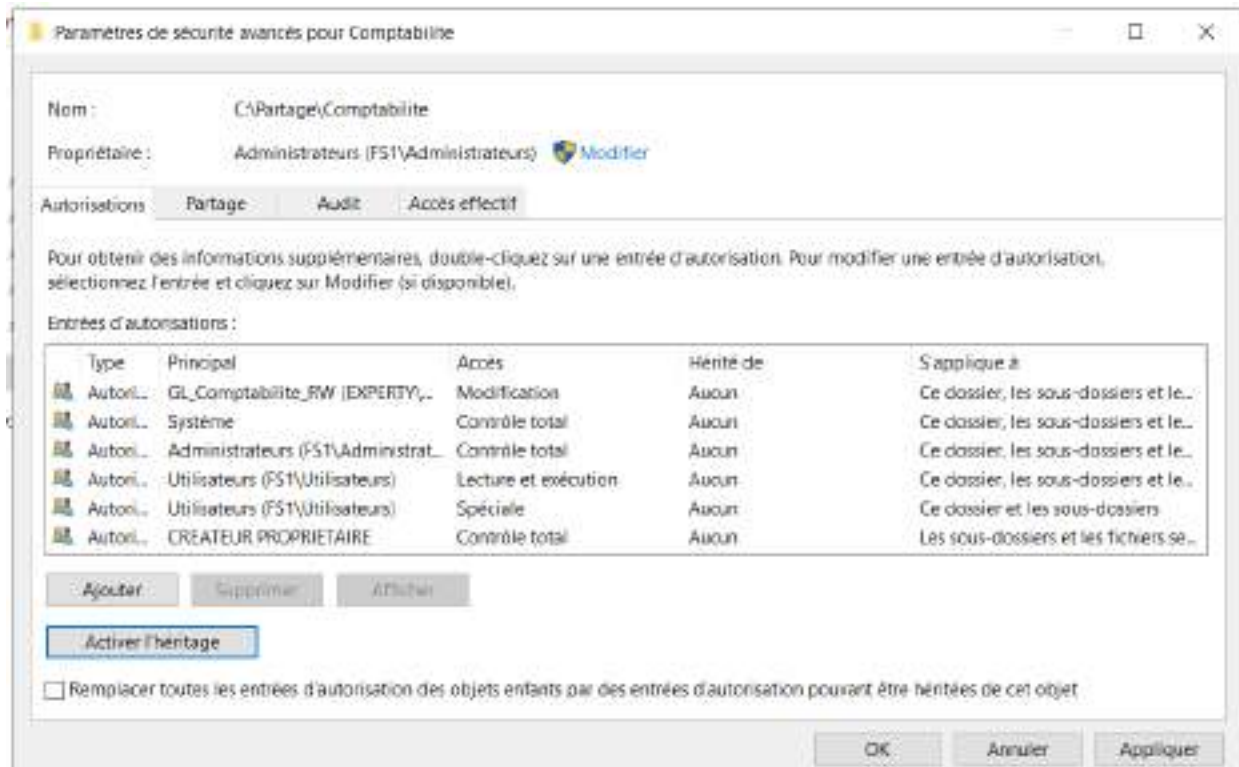 Paramètres de sécurité avancés pour Comptabilite
Nom : C:\Partage\Comptabilite
Propriétaire : Administrateurs (FS1\Administrateurs) Modifier
Autorisations Partage Audit Accès effectif
Pour obtenir des informations supplémentaires, double-cliquez sur une entrée d'autorisation. Pour modifier une entrée d'autorisation,
sélectionnez l'entrée et cliquez sur Modifier (si disponible).
Entrées d'autorisations :
Type Principal Accès Hérité de S'applique à
Autori... GL_Comptabilite_RW (EXPERTY\... Modification Aucun Ce dossier, les sous-dossiers et le...
Autori... Système Contrôle total Aucun Ce dossier, les sous-dossiers et le...
Autori... Administrateurs (FS1\Administrat... Contrôle total Aucun Ce dossier, les sous-dossiers et le...
Autori... Utilisateurs (FS1\Utilisateurs) Lecture et exécution Aucun Ce dossier, les sous-dossiers et le...
Autori... Utilisateurs (FS1\Utilisateurs) Spéciale Aucun Ce dossier et les sous-dossiers
Autori... CREATEUR PROPRIETAIRE Contrôle total Aucun Les sous-dossiers et les fichiers se...
Ajouter Supprimer Afficher
Activer l'héritage
Remplacer toutes les entrées d'autorisation des objets enfants par des entrées d'autorisation pouvant être héritées de cet objet
OK Annuler Appliquer